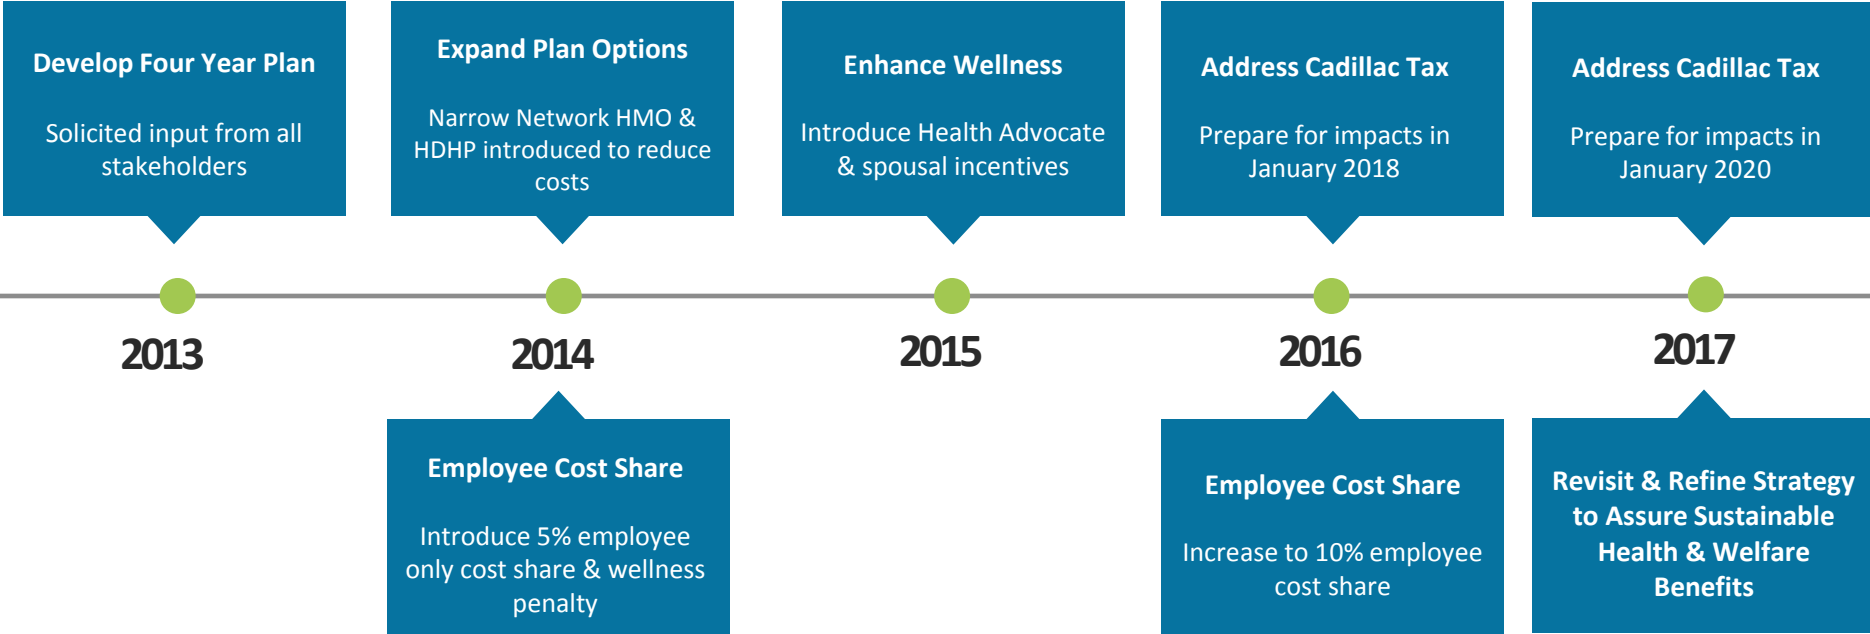 Develop Four Year Plan
Solicited input from all
stakeholders
Expand Plan Options
Narrow Network HMO &
HDHP introduced to reduce
costs
Enhance Wellness
Introduce Health Advocate
& spousal incentives
Address Cadillac Tax
Prepare for impacts in
January 2018
Address Cadillac Tax
Prepare for impacts in
January 2020
2013
2014
2015
2016
2017
Employee Cost Share
Introduce 5% employee
only cost share & wellness
penalty
Employee Cost Share
Increase to 10% employee
cost share
Revisit & Refine Strategy
to Assure Sustainable
Health & Welfare
Benefits